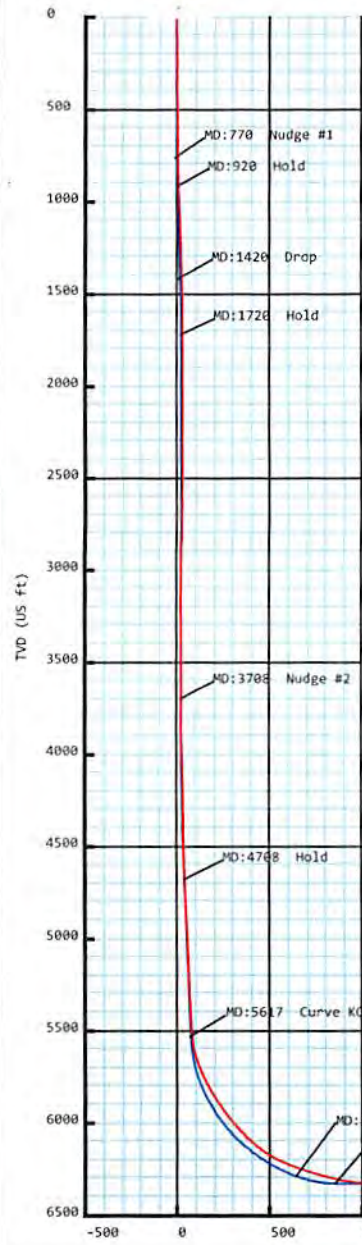 0
500
MD:770 Nudge #1
MD:920 Hold
1000
MD:1420 Drop
1500
MD:1720 Hold
2000
2500
3000
TVD (US ft)
3500
MD:3708 Nudge #2
4000
4500
MD:4708 Hold
5000
MD:5617 Curve KO
5500
6000
MD:
6500
-500 0 500